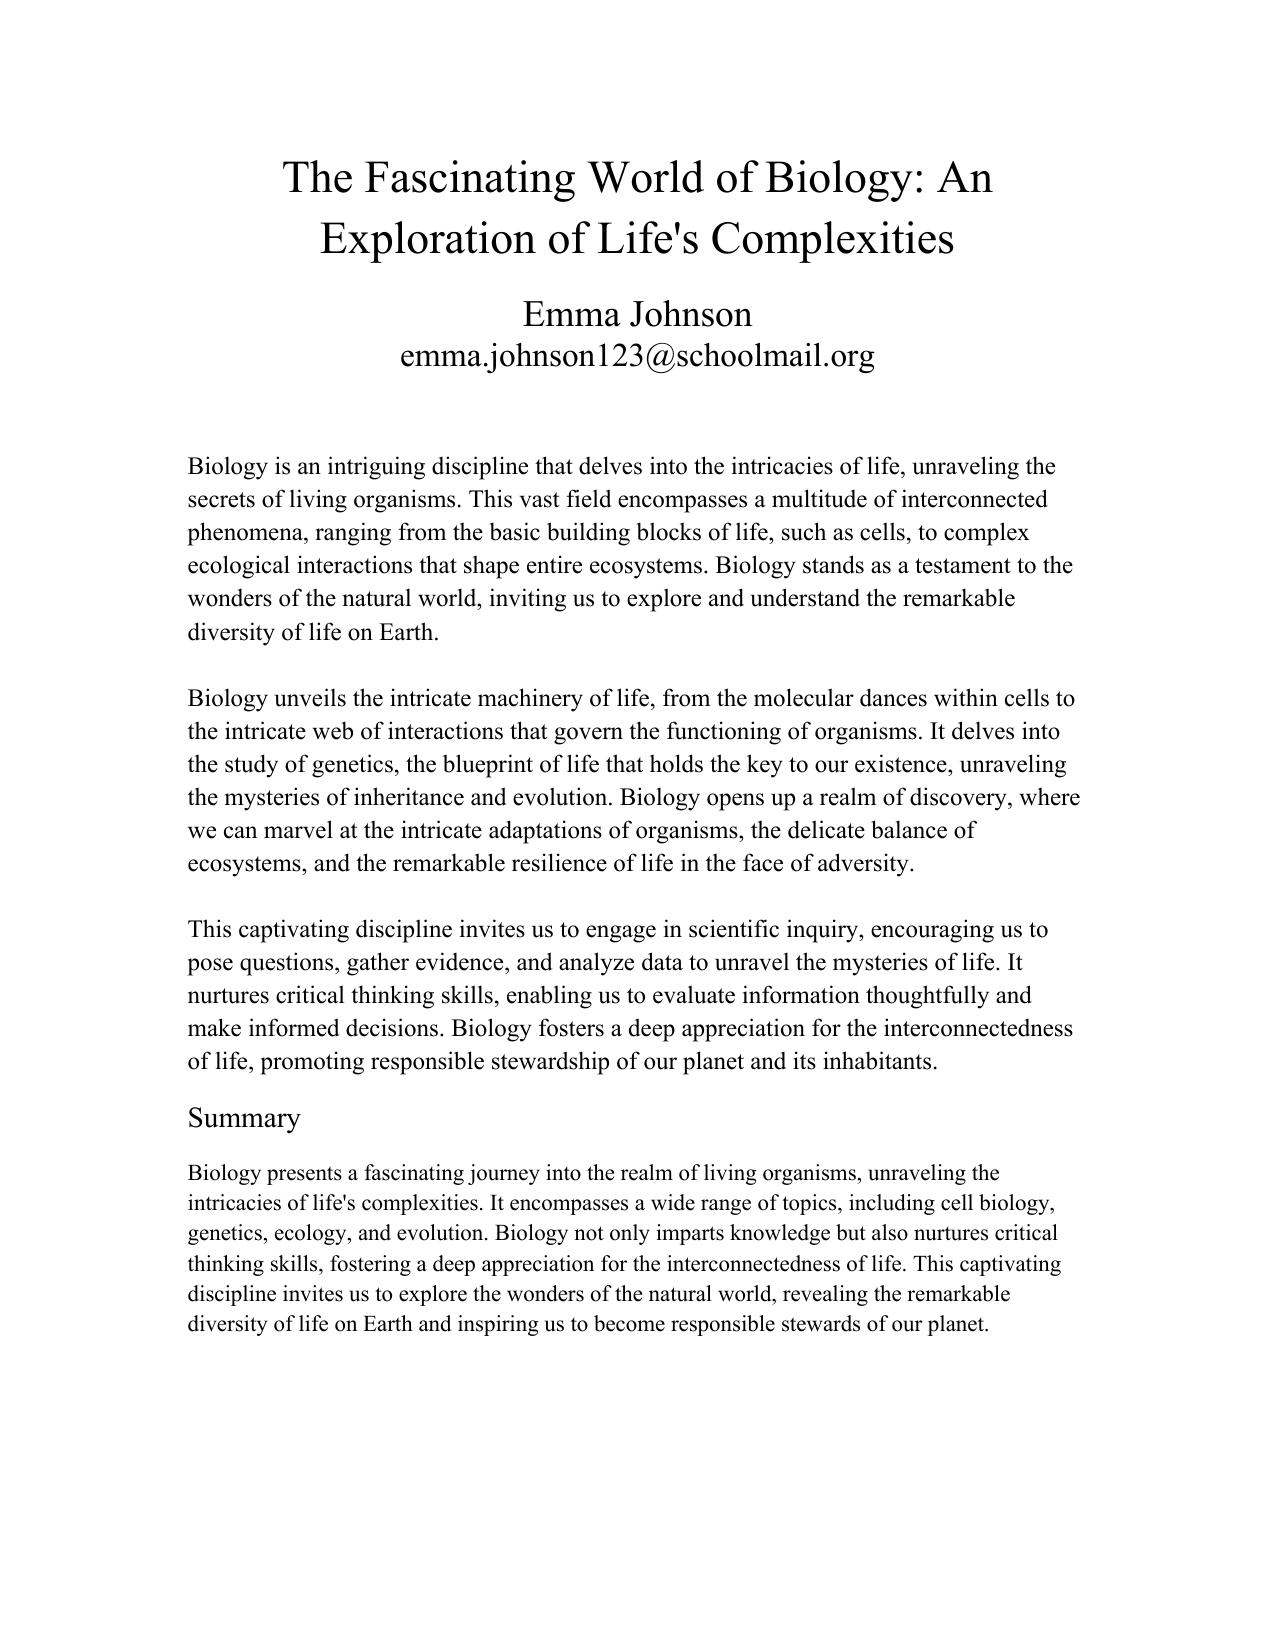 The Fascinating World of Biology: An
Exploration of Life's Complexities
Emma Johnson
emma.johnson123@schoolmail.org
Biology is an intriguing discipline that delves into the intricacies of life, unraveling the
secrets of living organisms. This vast field encompasses a multitude of interconnected
phenomena, ranging from the basic building blocks of life, such as cells, to complex
ecological interactions that shape entire ecosystems. Biology stands as a testament to the
wonders of the natural world, inviting us to explore and understand the remarkable
diversity of life on Earth.
Biology unveils the intricate machinery of life, from the molecular dances within cells to
the intricate web of interactions that govern the functioning of organisms. It delves into
the study of genetics, the blueprint of life that holds the key to our existence, unraveling
the mysteries of inheritance and evolution. Biology opens up a realm of discovery, where
we can marvel at the intricate adaptations of organisms, the delicate balance of
ecosystems, and the remarkable resilience of life in the face of adversity.
This captivating discipline invites us to engage in scientific inquiry, encouraging us to
pose questions, gather evidence, and analyze data to unravel the mysteries of life. It
nurtures critical thinking skills, enabling us to evaluate information thoughtfully and
make informed decisions. Biology fosters a deep appreciation for the interconnectedness
of life, promoting responsible stewardship of our planet and its inhabitants.
Summary
Biology presents a fascinating journey into the realm of living organisms, unraveling the
intricacies of life's complexities. It encompasses a wide range of topics, including cell biology,
genetics, ecology, and evolution. Biology not only imparts knowledge but also nurtures critical
thinking skills, fostering a deep appreciation for the interconnectedness of life. This captivating
discipline invites us to explore the wonders of the natural world, revealing the remarkable
diversity of life on Earth and inspiring us to become responsible stewards of our planet.